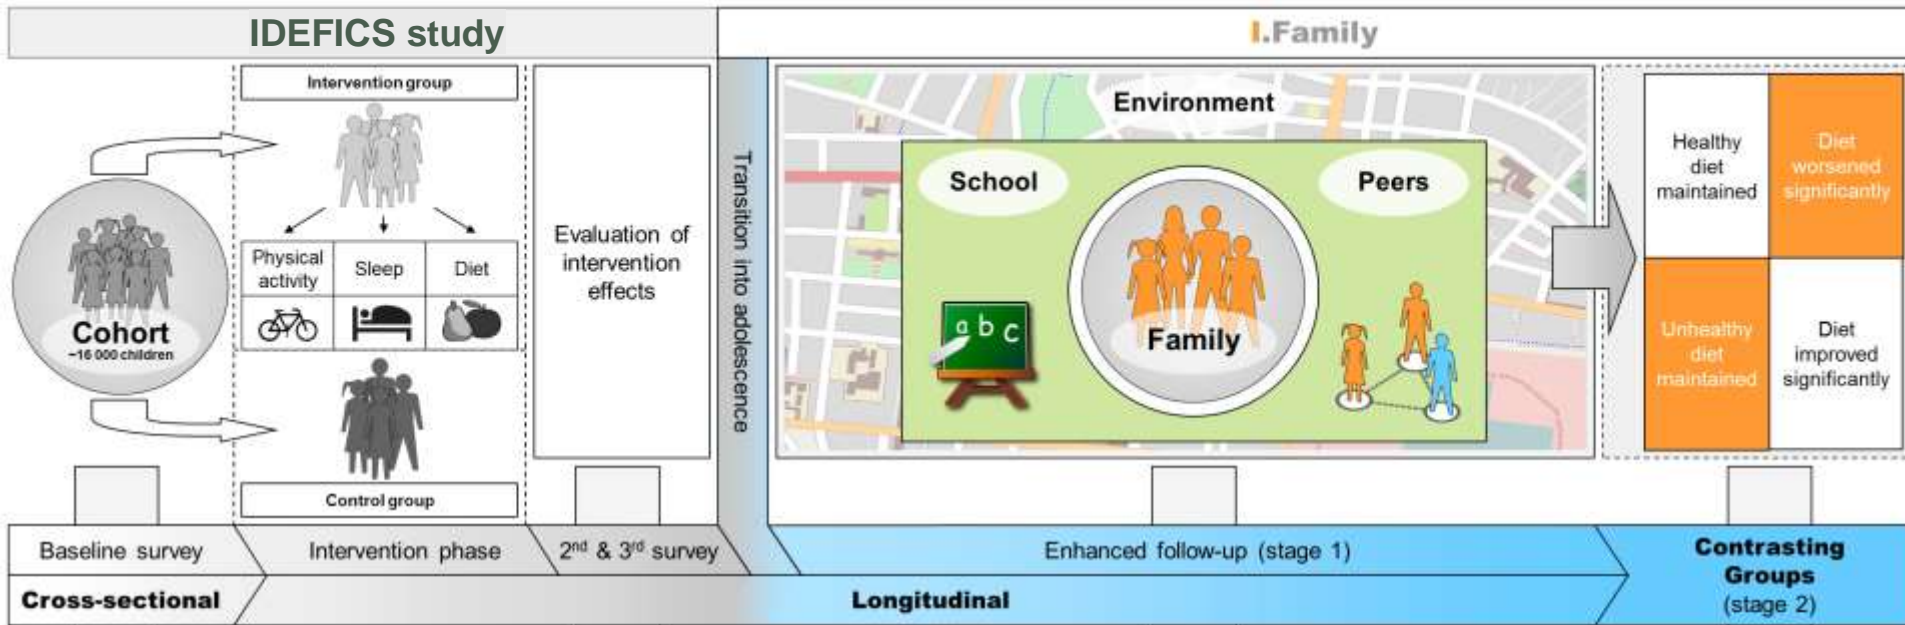 IDEFICS study
I.Family
Intervention group
Physical
activity
Sleep
Diet
Cohort
~16 000 children
Control group
Evaluation of
intervention
effects
Transition into adolescence
Environment
School
Peers
a b c
Family
Healthy
diet
maintained
Diet
worsened
significantly
Unhealthy
diet
maintained
Diet
improved
significantly
Baseline survey
Intervention phase
2nd & 3rd survey
Enhanced follow-up (stage 1)
Contrasting
Groups
(stage 2)
Cross-sectional
Longitudinal